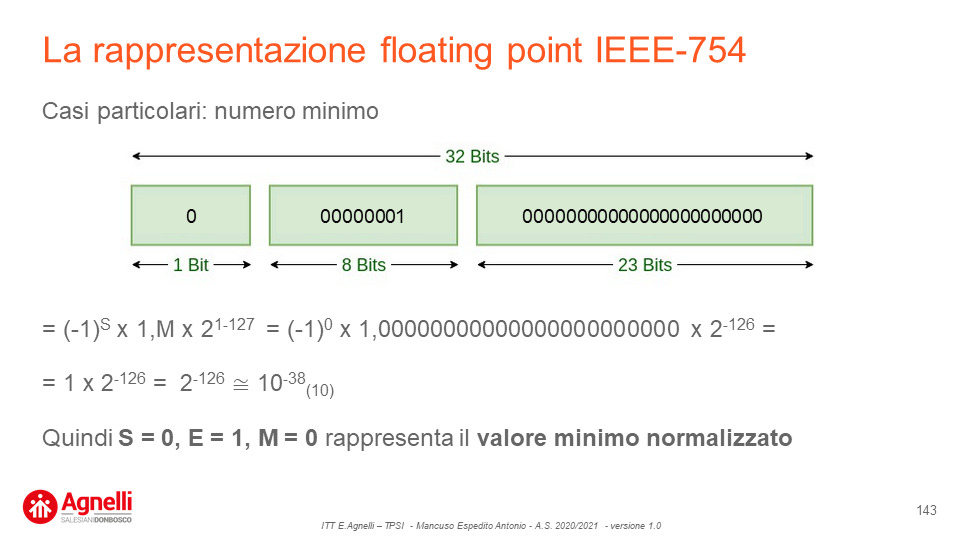 La rappresentazione floating point IEEE-754
Casi particolari: numero minimo
32 Bits
0 00000001 00000000000000000000000
1 Bit 8 Bits 23 Bits
= (-1)^S x 1,M x 2^1-127 = (-1)^0 x 1,00000000000000000000000 x 2^-126 =
= 1 x 2^-126 = 2^-126 ≅ 10^-38_(10)
Quindi S = 0, E = 1, M = 0 rappresenta il valore minimo normalizzato
Agnelli
SALESIANI DONBOSCO
143
ITT E.Agnelli – TPSI - Mancuso Espedito Antonio - A.S. 2020/2021 - versione 1.0